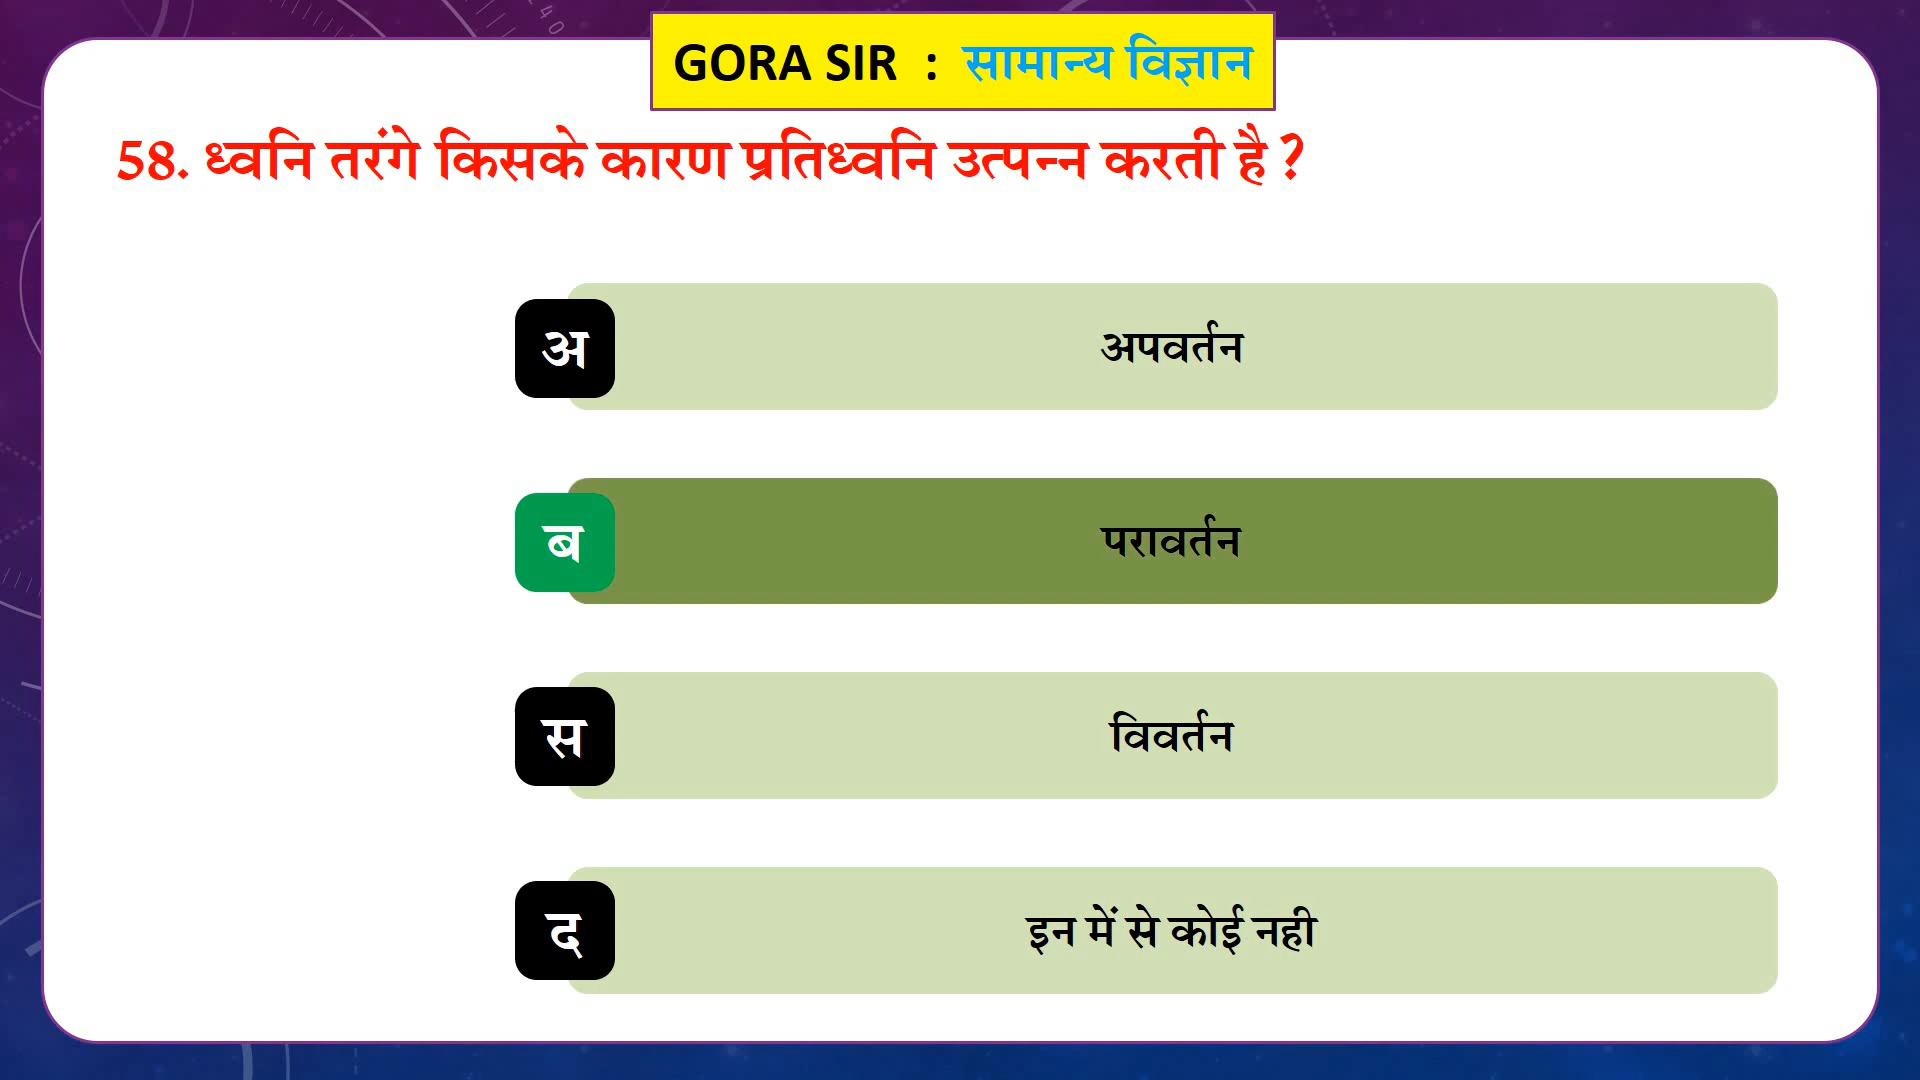 GORA SIR : सामान्य विज्ञान
58. ध्वनि तरंगे किसके कारण प्रतिध्वनि उत्पन्न करती है ?
अ अपवर्तन
ब परावर्तन
स विवर्तन
द इन में से कोई नही
40